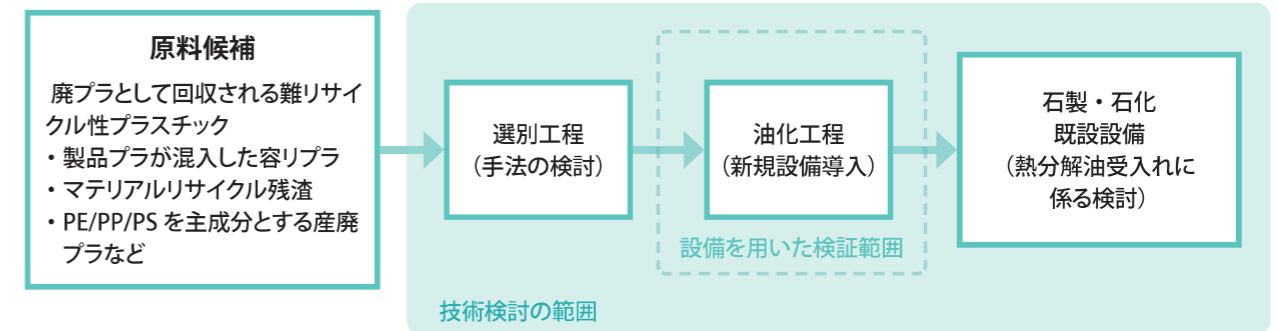 原料候補
廃プラとして回収される難リサイ
クル性プラスチック
・製品プラが混入した容リプラ
・マテリアルリサイクル残渣
・PE/PP/PS を主成分とする産廃
プラなど
選別工程
（手法の検討）
油化工程
（新規設備導入）
設備を用いた検証範囲
石製・石化
既設設備
（熱分解油受入れに
係る検討）
技術検討の範囲